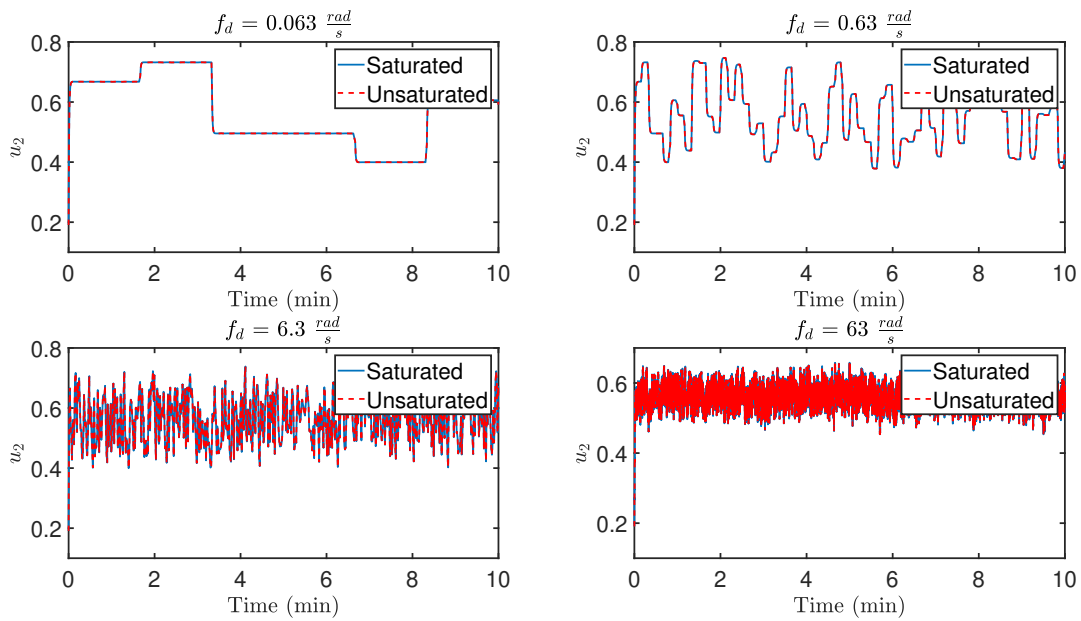 f_d = 0.063 rad/s
0.8
0.6
0.4
0.2
u_2
Saturated
Unsaturated
0 2 4 6 8 10
Time (min)
f_d = 0.63 rad/s
0.8
0.6
0.4
0.2
u_2
Saturated
Unsaturated
0 2 4 6 8 10
Time (min)
f_d = 6.3 rad/s
0.8
0.6
0.4
0.2
u_2
Saturated
Unsaturated
0 2 4 6 8 10
Time (min)
f_d = 63 rad/s
0.6
0.4
0.2
u_2
Saturated
Unsaturated
0 2 4 6 8 10
Time (min)